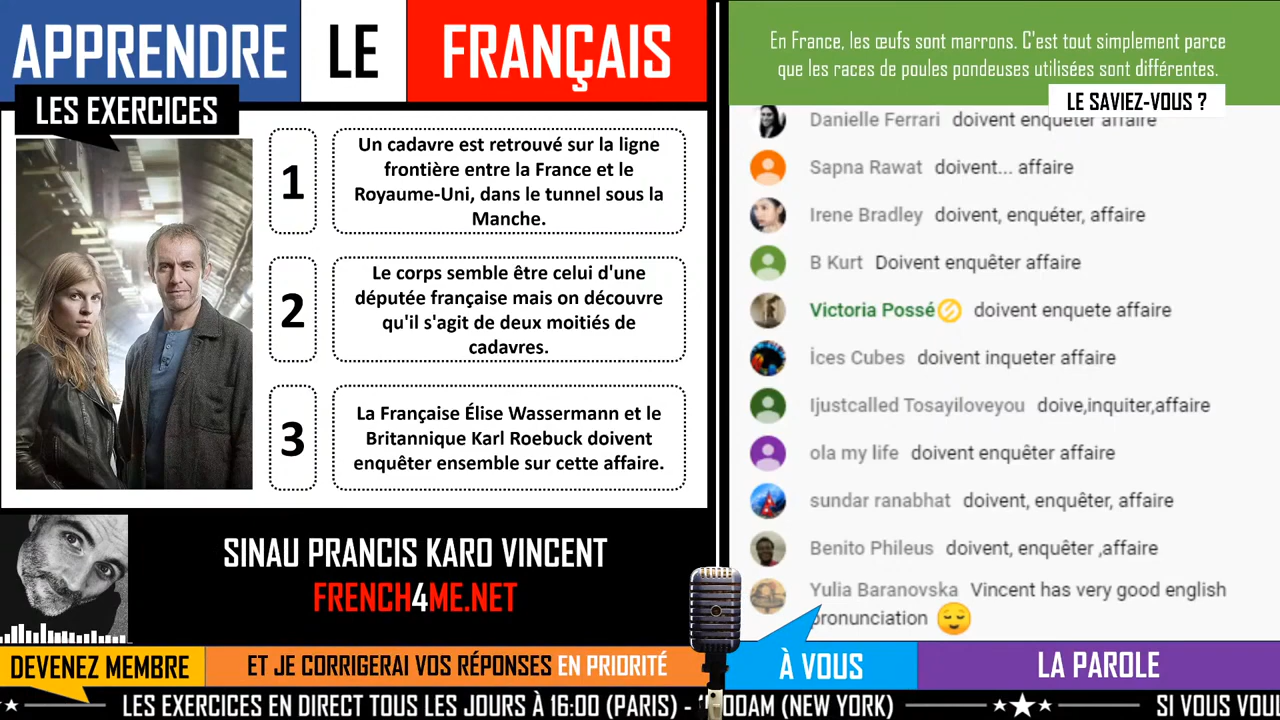 APPRENDRE LE FRANÇAIS
LES EXERCICES
1
Un cadavre est retrouvé sur la ligne
frontière entre la France et le
Royaume-Uni, dans le tunnel sous la
Manche.
2
Le corps semble être celui d'une
députée française mais on découvre
qu'il s'agit de deux moitiés de
cadavres.
3
La Française Élise Wassermann et le
Britannique Karl Roebuck doivent
enquêter ensemble sur cette affaire.
SINAU PRANCIS KARO VINCENT
FRENCH4ME.NET
En France, les œufs sont marrons. C'est tout simplement parce
que les races de poules pondeuses utilisées sont différentes.
LE SAVIEZ-VOUS ?
Danielle Ferrari doivent enquêter affaire
Sapna Rawat doivent... affaire
Irene Bradley doivent, enquéter, affaire
B Kurt Doivent enquêter affaire
Victoria Possé doivent enquete affaire
İces Cubes doivent inqueter affaire
Ijustcalled Tosayiloveyou doive,inquiter,affaire
ola my life doivent enquêter affaire
sundar ranabhat doivent, enquêter, affaire
Benito Phileus doivent, enquêter ,affaire
Yulia Baranovska Vincent has very good english
pronunciation 😌
DEVENEZ MEMBRE
ET JE CORRIGERAI VOS RÉPONSES EN PRIORITÉ
À VOUS
LA PAROLE
LES EXERCICES EN DIRECT TOUS LES JOURS À 16:00 (PARIS) - 00AM (NEW YORK) SI VOUS